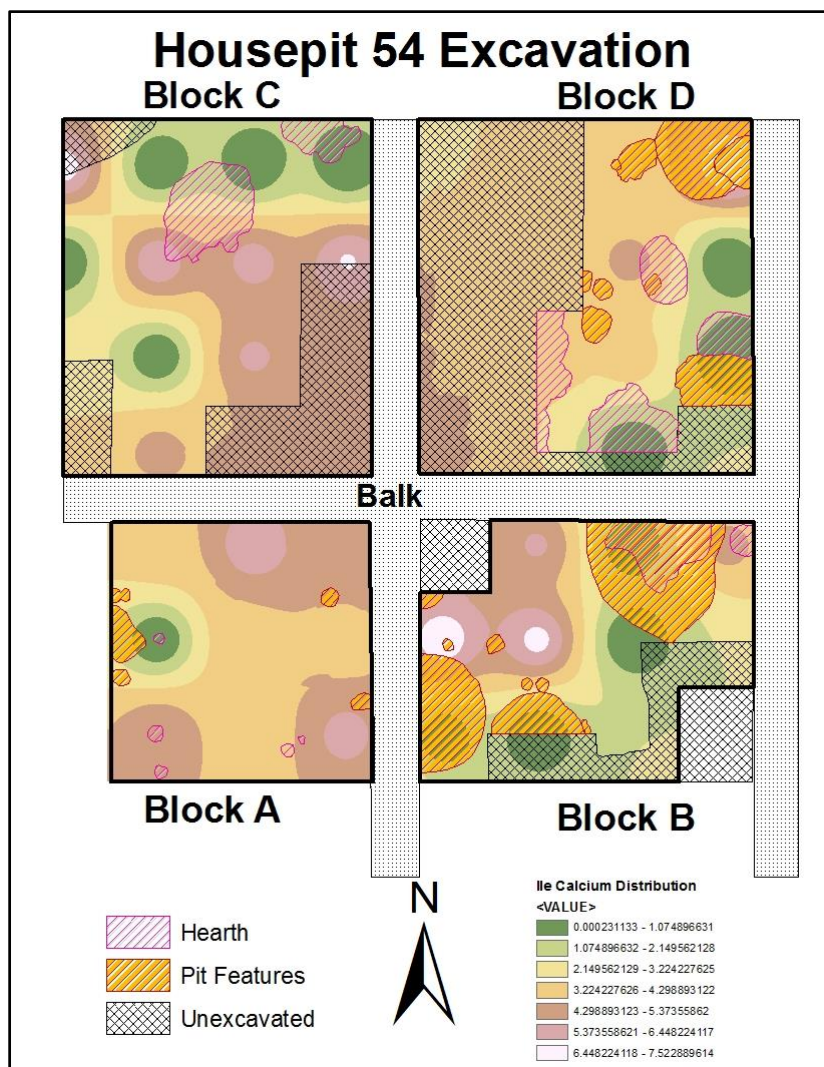 Housepit 54 Excavation
Block C
Block D
Balk
Block A
Block B
N
Hearth
Pit Features
Unexcavated
IIe Calcium Distribution
<VALUE>
0.000231133 - 1.074896631
1.074896632 - 2.149562128
2.149562129 - 3.224227625
3.224227626 - 4.298893122
4.298893123 - 5.37355862
5.373558621 - 6.448224117
6.448224118 - 7.522889614